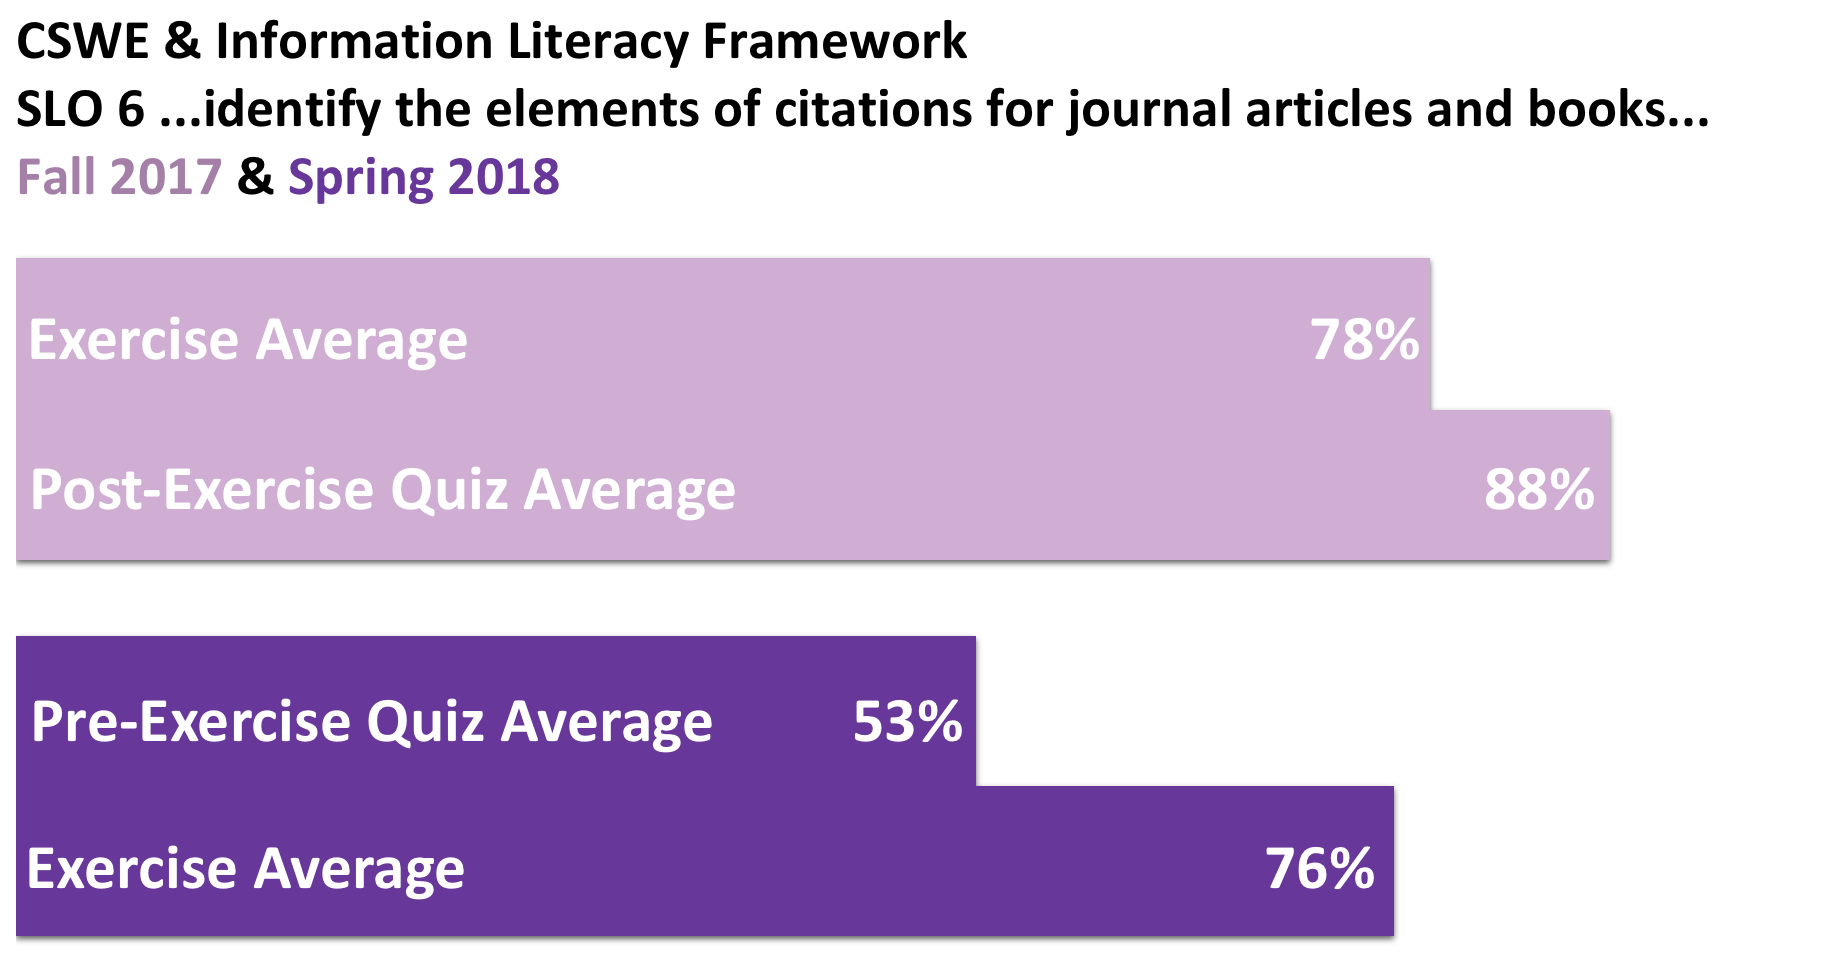 CSWE & Information Literacy Framework
SLO 6 ...identify the elements of citations for journal articles and books...
Fall 2017 & Spring 2018
Exercise Average 78%
Post-Exercise Quiz Average 88%
Pre-Exercise Quiz Average 53%
Exercise Average 76%